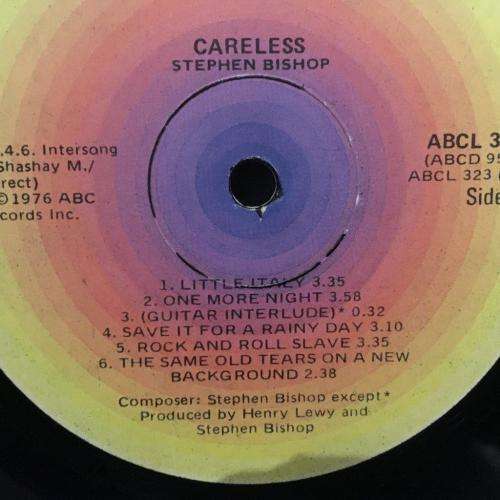 CARELESS
STEPHEN BISHOP
.4.6. Intersong
Shashay M./
rect)
©1976 ABC
cords Inc.
ABCL 3
(ABCD 95
ABCL 323 (
Side
1. LITTLE ITALY 3.35
2. ONE MORE NIGHT 3.58
3. (GUITAR INTERLUDE)* 0.32
4. SAVE IT FOR A RAINY DAY 3.10
5. ROCK AND ROLL SLAVE 3.35
6. THE SAME OLD TEARS ON A NEW
BACKGROUND 2.38
Composer: Stephen Bishop except*
Produced by Henry Lewy and
Stephen Bishop